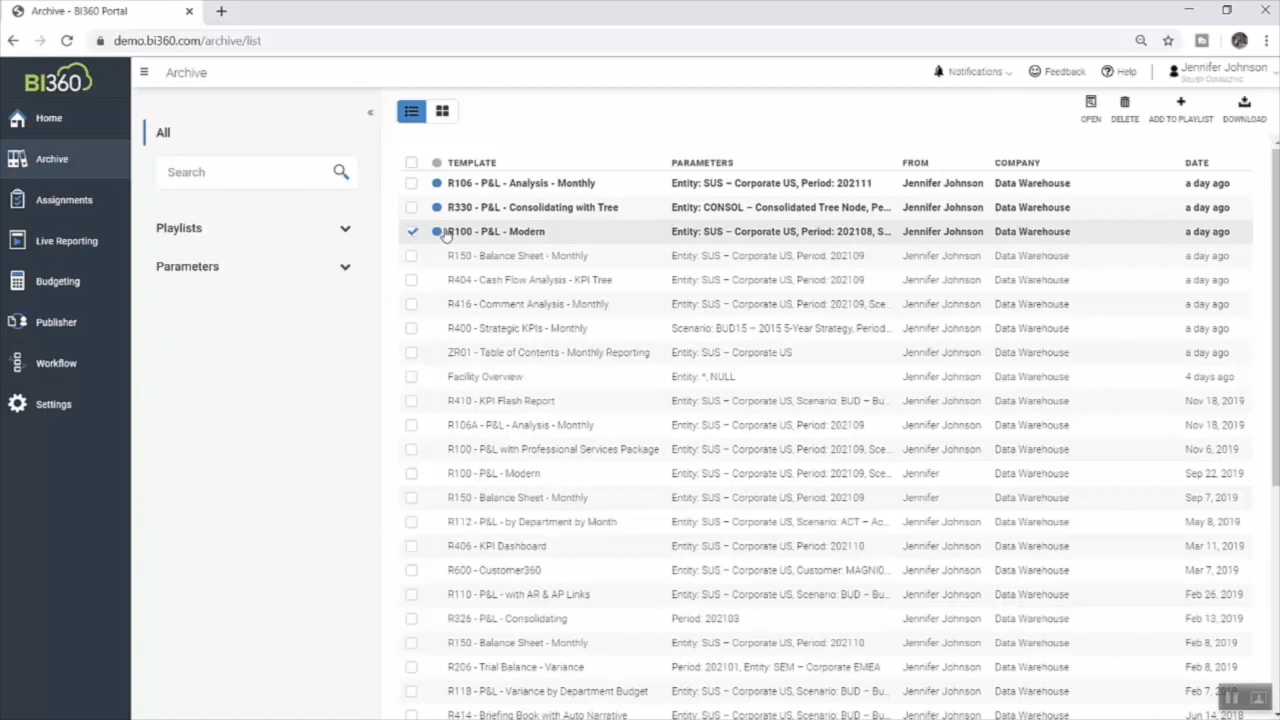 Archive - BI360 Portal
demo.bi360.com/archive/list
BI360
Archive
Notifications
Feedback
Help
Jennifer Johnson
SOLVER CONSULTING
Home
Archive
Assignments
Live Reporting
Budgeting
Publisher
Workflow
Settings
All
Search
Playlists
Parameters
OPEN DELETE ADD TO PLAYLIST DOWNLOAD
TEMPLATE PARAMETERS FROM COMPANY DATE
R106 - P&L - Analysis - Monthly Entity: SUS – Corporate US, Period: 202111 Jennifer Johnson Data Warehouse a day ago
R330 - P&L - Consolidating with Tree Entity: CONSOL – Consolidated Tree Node, Pe... Jennifer Johnson Data Warehouse a day ago
R100 - P&L - Modern Entity: SUS – Corporate US, Period: 202108, S... Jennifer Johnson Data Warehouse a day ago
R150 - Balance Sheet - Monthly Entity: SUS – Corporate US, Period: 202109 Jennifer Johnson Data Warehouse a day ago
R404 - Cash Flow Analysis - KPI Tree Entity: SUS – Corporate US, Period: 202109 Jennifer Johnson Data Warehouse a day ago
R416 - Comment Analysis - Monthly Entity: SUS – Corporate US, Period: 202109, Sce... Jennifer Johnson Data Warehouse a day ago
R400 - Strategic KPIs - Monthly Scenario: BUD15 – 2015 5-Year Strategy, Period... Jennifer Johnson Data Warehouse a day ago
ZR01 - Table of Contents - Monthly Reporting Entity: SUS – Corporate US Jennifer Johnson Data Warehouse a day ago
Facility Overview Entity: *, NULL Jennifer Johnson Data Warehouse 4 days ago
R410 - KPI Flash Report Entity: SUS – Corporate US, Scenario: BUD – Bu... Jennifer Johnson Data Warehouse Nov 18, 2019
R106A - P&L - Analysis - Monthly Entity: SUS – Corporate US, Period: 202109 Jennifer Johnson Data Warehouse Nov 18, 2019
R100 - P&L with Professional Services Package Entity: SUS – Corporate US, Period: 202109, Sce... Jennifer Johnson Data Warehouse Nov 6, 2019
R100 - P&L - Modern Entity: SUS – Corporate US, Period: 202109, Sce... Jennifer Data Warehouse Sep 22, 2019
R150 - Balance Sheet - Monthly Entity: SUS – Corporate US, Period: 202109 Jennifer Data Warehouse Sep 7, 2019
R112 - P&L - by Department by Month Entity: SUS – Corporate US, Scenario: ACT – Ac... Jennifer Johnson Data Warehouse May 8, 2019
R406 - KPI Dashboard Entity: SUS – Corporate US, Period: 202110 Jennifer Johnson Data Warehouse Mar 11, 2019
R600 - Customer360 Entity: SUS – Corporate US, Customer: MAGNI0... Jennifer Johnson Data Warehouse Mar 7, 2019
R110 - P&L - with AR & AP Links Entity: SUS – Corporate US, Scenario: BUD – Bu... Jennifer Johnson Data Warehouse Feb 26, 2019
R326 - P&L - Consolidating Period: 202103 Jennifer Johnson Data Warehouse Feb 13, 2019
R150 - Balance Sheet - Monthly Entity: SUS – Corporate US, Period: 202110 Jennifer Johnson Data Warehouse Feb 8, 2019
R206 - Trial Balance - Variance Period: 202101, Entity: SEM – Corporate EMEA Jennifer Johnson Data Warehouse Feb 8, 2019
R118 - P&L - Variance by Department Budget Entity: SUS – Corporate US, Scenario: BUD – Bu... Jennifer Johnson Data Warehouse Feb 7,
R414 - Briefing Book with Auto Narrative Entity: SUS – Corporate US, Scenario: BUD – Bu... Jennifer Johnson Data Warehouse Jun 14,